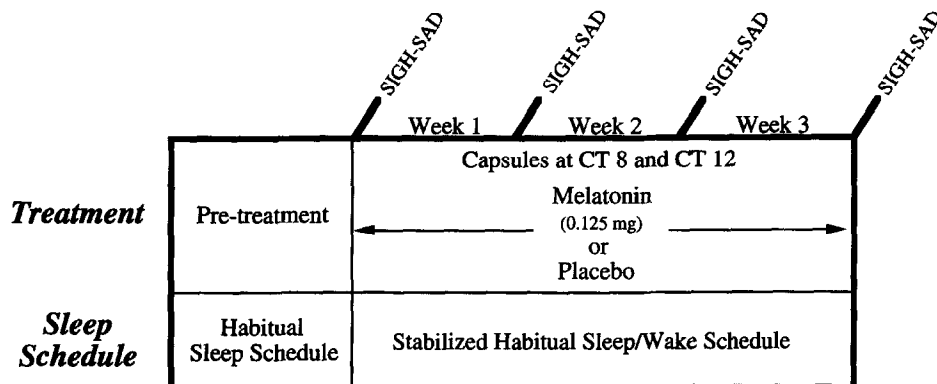 SIGH-SAD
SIGH-SAD
SIGH-SAD
SIGH-SAD
Week 1
Week 2
Week 3
Capsules at CT 8 and CT 12
Treatment
Pre-treatment
Melatonin
(0.125 mg)
or
Placebo
Sleep
Schedule
Habitual
Sleep Schedule
Stabilized Habitual Sleep/Wake Schedule